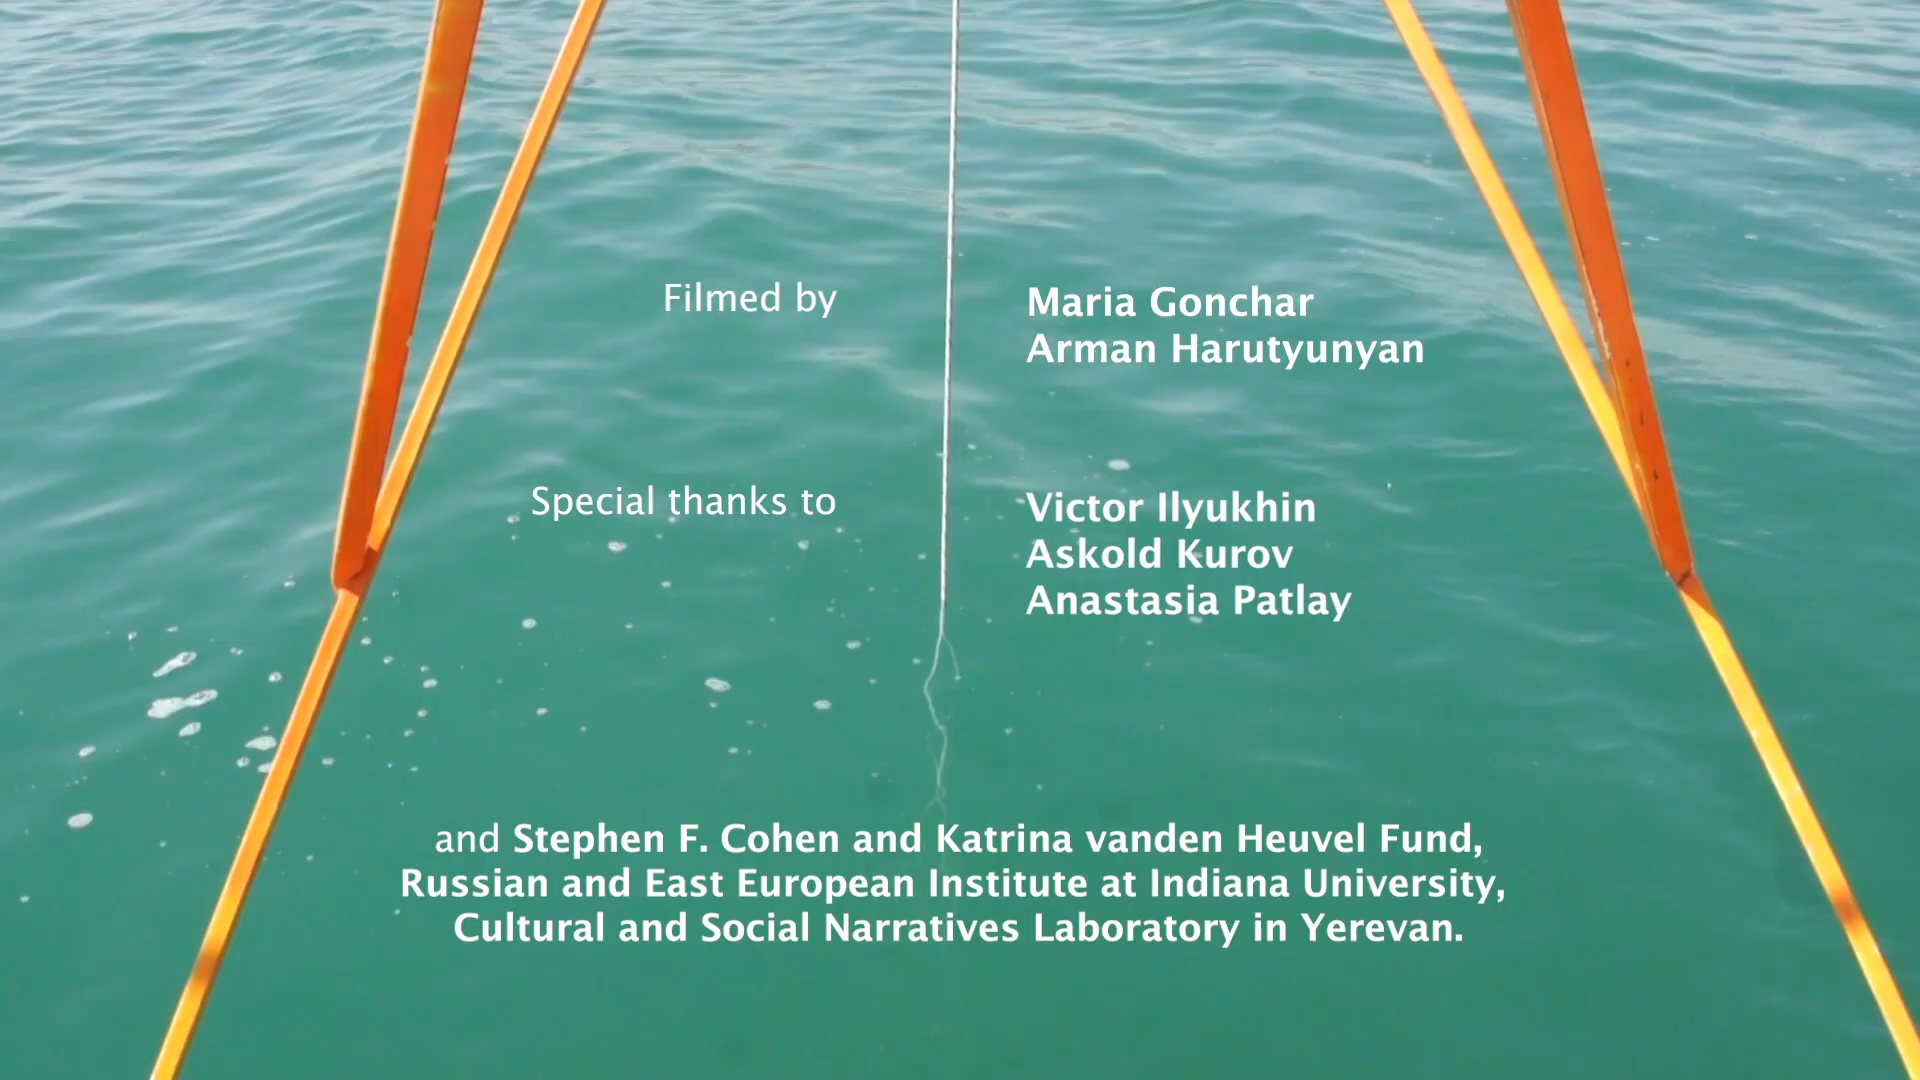 Filmed by
Maria Gonchar
Arman Harutyunyan
Special thanks to
Victor Ilyukhin
Askold Kurov
Anastasia Patlay
and Stephen F. Cohen and Katrina vanden Heuvel Fund,
Russian and East European Institute at Indiana University,
Cultural and Social Narratives Laboratory in Yerevan.